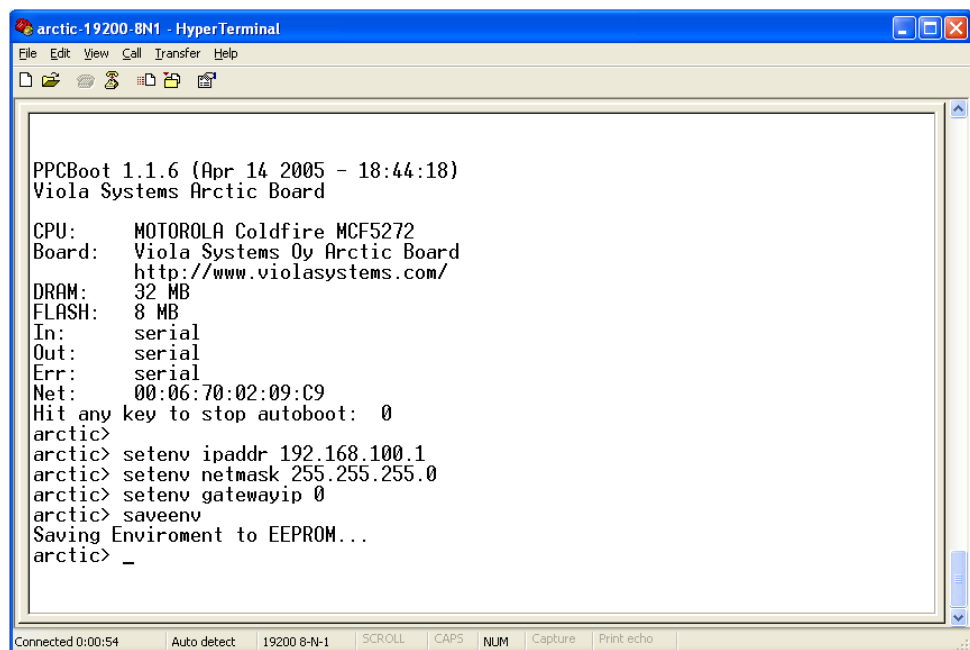 arctic-19200-8N1 - HyperTerminal
File Edit View Call Transfer Help
PPCBoot 1.1.6 (Apr 14 2005 - 18:44:18)
Viola Systems Arctic Board
CPU: MOTOROLA Coldfire MCF5272
Board: Viola Systems Oy Arctic Board
http://www.violasystems.com/
DRAM: 32 MB
FLASH: 8 MB
In: serial
Out: serial
Err: serial
Net: 00:06:70:02:09:C9
Hit any key to stop autoboot: 0
arctic>
arctic> setenv ipaddr 192.168.100.1
arctic> setenv netmask 255.255.255.0
arctic> setenv gatewayip 0
arctic> saveenv
Saving Enviroment to EEPROM...
arctic> _
Connected 0:00:54 Auto detect 19200 8-N-1 SCROLL CAPS NUM Capture Print echo